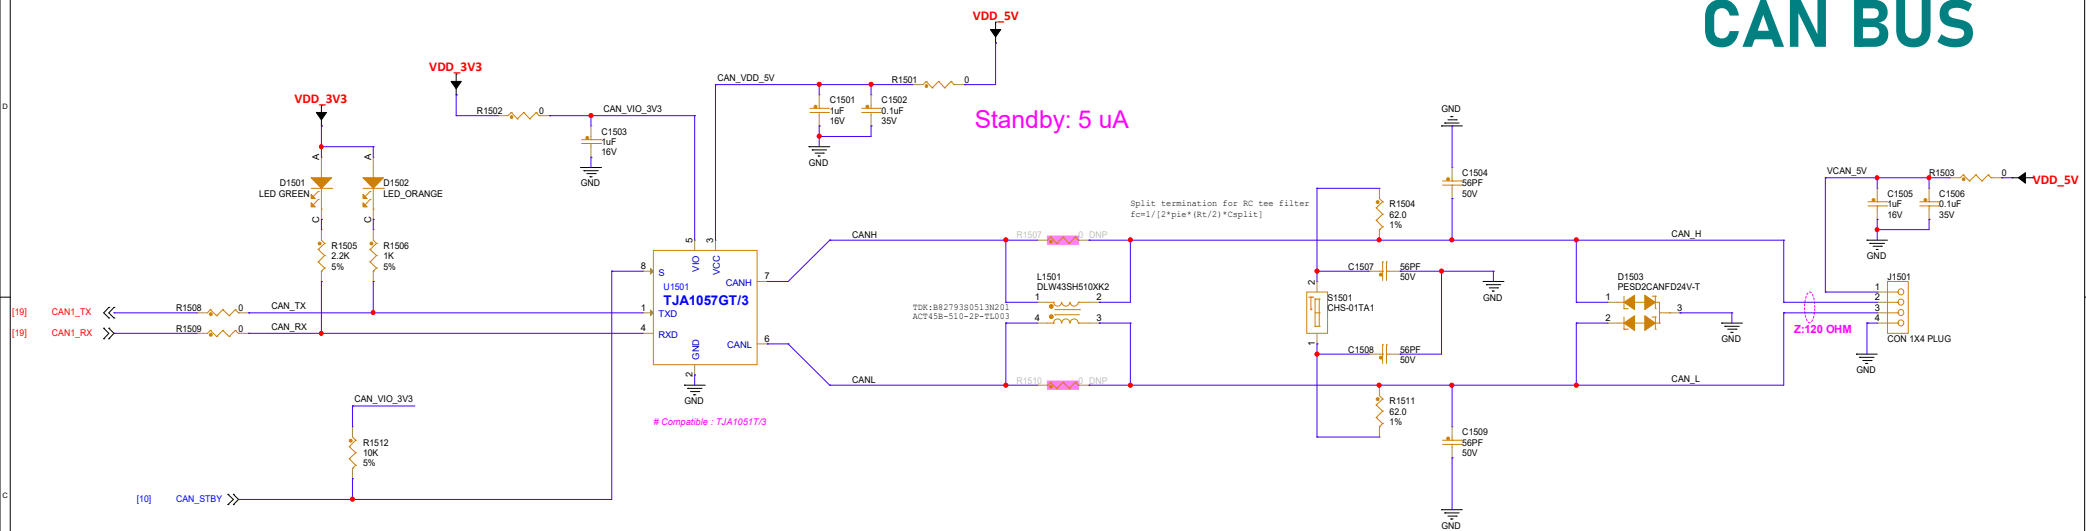 CAN BUS
VDD_5V
VDD_3V3
VDD_3V3
CAN_VDD_5V
R1501
0
R1502
0
CAN_VIO_3V3
C1501
1uF
16V
C1502
0.1uF
35V
GND
Standby: 5 uA
C1503
1uF
16V
GND
D
A
A
D1501
LED GREEN
D1502
LED_ORANGE
C
C
R1505
2.2K
5%
R1506
1K
5%
[19]
CAN1_TX
R1508
0
CAN_TX
[19]
CAN1_RX
R1509
0
CAN_RX
8
S
5
VIO
3
VCC
U1501
TJA1057GT/3
1
TXD
4
RXD
GND
2
CANH
7
CANL
6
GND
# Compatible : TJA1051T/3
CAN_VIO_3V3
R1512
10K
5%
[10]
CAN_STBY
C
CANH
R1507
0
DNP
L1501
DLW43SH510XK2
1
2
4
3
TDK:B82793S0513N201
ACT45B-510-2P-TL003
CANL
R1510
0
DNP
Split termination for RC tee filter
fc=1/[2*pie*(Rt/2)*Csplit]
GND
C1504
56PF
50V
R1504
62.0
1%
C1507
56PF
50V
GND
2
S1501
CHS-01TA1
1
C1508
56PF
50V
R1511
62.0
1%
C1509
56PF
50V
GND
CAN_H
D1503
PESD2CANFD24V-T
1
2
3
GND
CAN_L
VCAN_5V
R1503
0
VDD_5V
C1505
1uF
16V
C1506
0.1uF
35V
GND
J1501
1
2
3
4
CON 1X4 PLUG
Z:120 OHM
GND